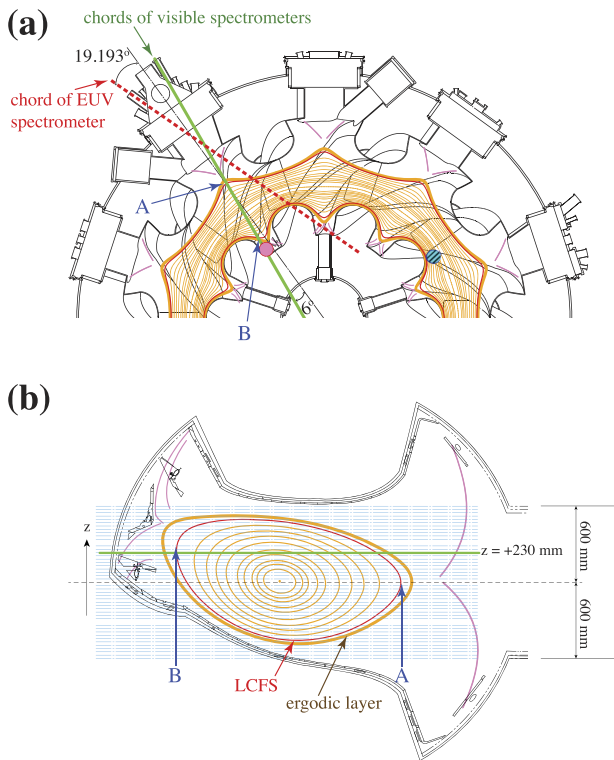 (a)
chords of visible spectrometers
19.193°
chord of EUV
spectrometer
A
B
6°
(b)
z
z = +230 mm
600 mm
600 mm
B
A
LCFS
ergodic layer